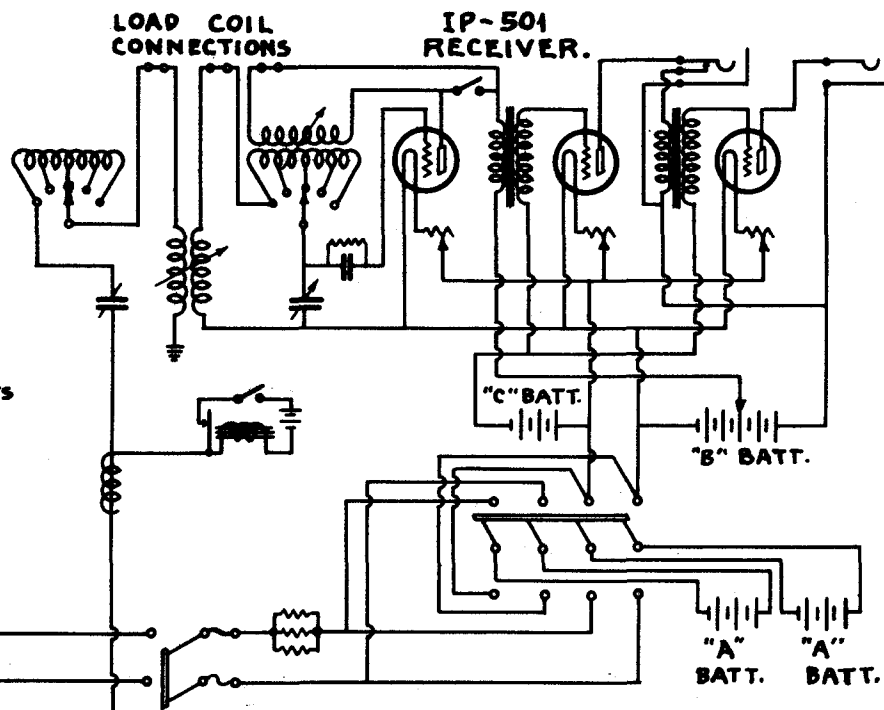 LOAD COIL
CONNECTIONS
IP-501
RECEIVER.
"C" BATT.
"B" BATT.
"A"
BATT.
"A"
BATT.